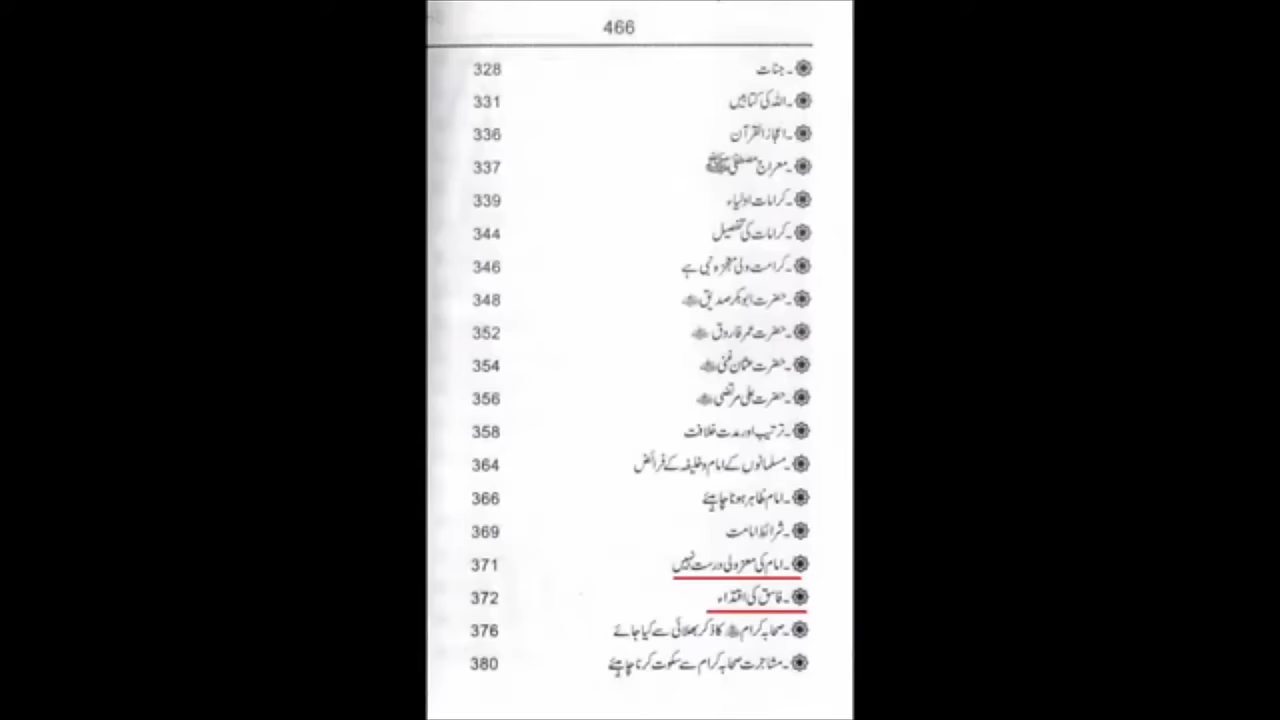 466
۔جنات 328
۔اللہ کی کتابیں 331
۔اعجاز القرآن 336
۔معراج مصطفیٰ ﷺ 337
۔کرامات اولیاء 339
۔کرامات کی تفصیل 344
۔کرامت ولی معجزہ نبی ہے 346
۔حضرت ابوبکر صدیق 348
۔حضرت عمر فاروق 352
۔حضرت عثمان غنی 354
۔حضرت علی مرتضی 356
۔ترتیب اور مدت خلافت 358
۔مسلمانوں کے امام و خلیفہ کے فرائض 364
۔امام ظاہر ہونا چاہیئے 366
۔شرائط امامت 369
۔امام کی معزولی درست نہیں 371
۔فاسق کی اقتداء 372
۔صحابہ کرام کا ذکر بھلائی سے کیا جائے 376
۔مشاجرت صحابہ کرام سے سکوت کرنا چاہیئے 380